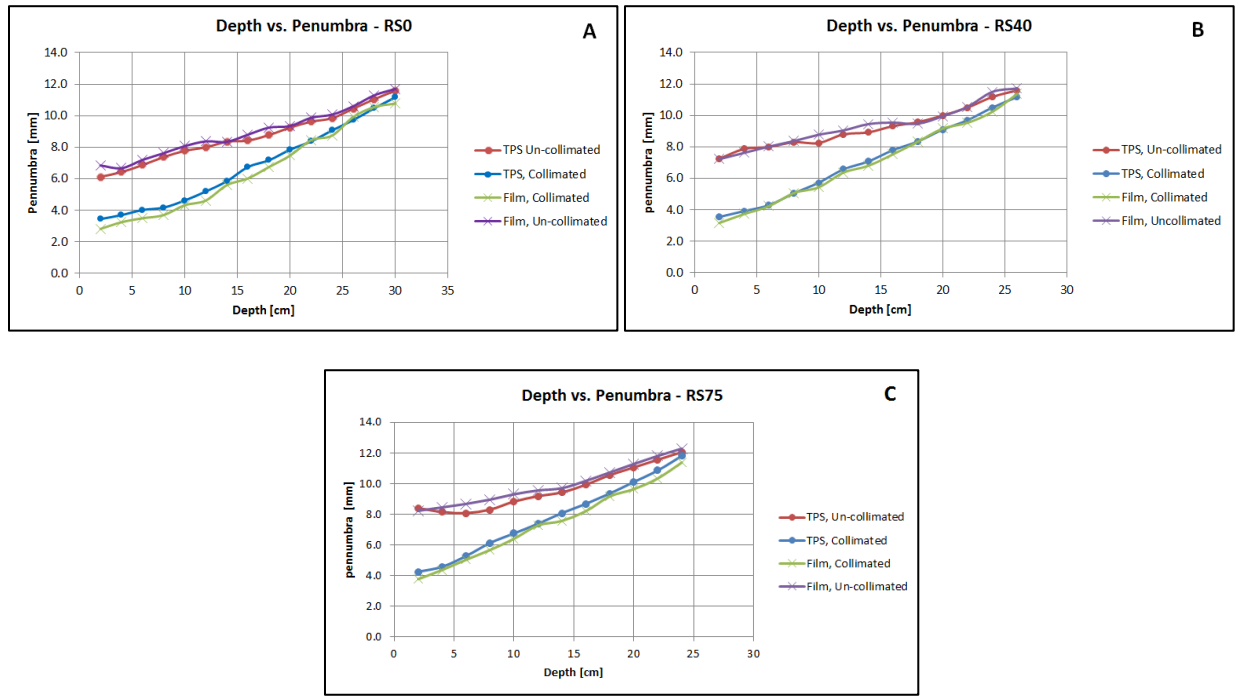 Depth vs. Penumbra - RS0
A
14.0
12.0
10.0
8.0
6.0
4.0
2.0
0.0
Pennumbra [mm]
0 5 10 15 20 25 30 35
Depth [cm]
TPS Un-collimated
TPS, Collimated
Film, Collimated
Film, Un-collimated
Depth vs. Penumbra - RS40
B
14.0
12.0
10.0
8.0
6.0
4.0
2.0
0.0
Pennumbra [mm]
0 5 10 15 20 25 30
Depth [cm]
TPS, Un-collimated
TPS, Collimated
Film, Collimated
Film, Uncollimated
Depth vs. Penumbra - RS75
C
14.0
12.0
10.0
8.0
6.0
4.0
2.0
0.0
pennumbra [mm]
0 5 10 15 20 25 30
Depth [cm]
TPS, Un-collimated
TPS, Collimated
Film, Collimated
Film, Un-collimated